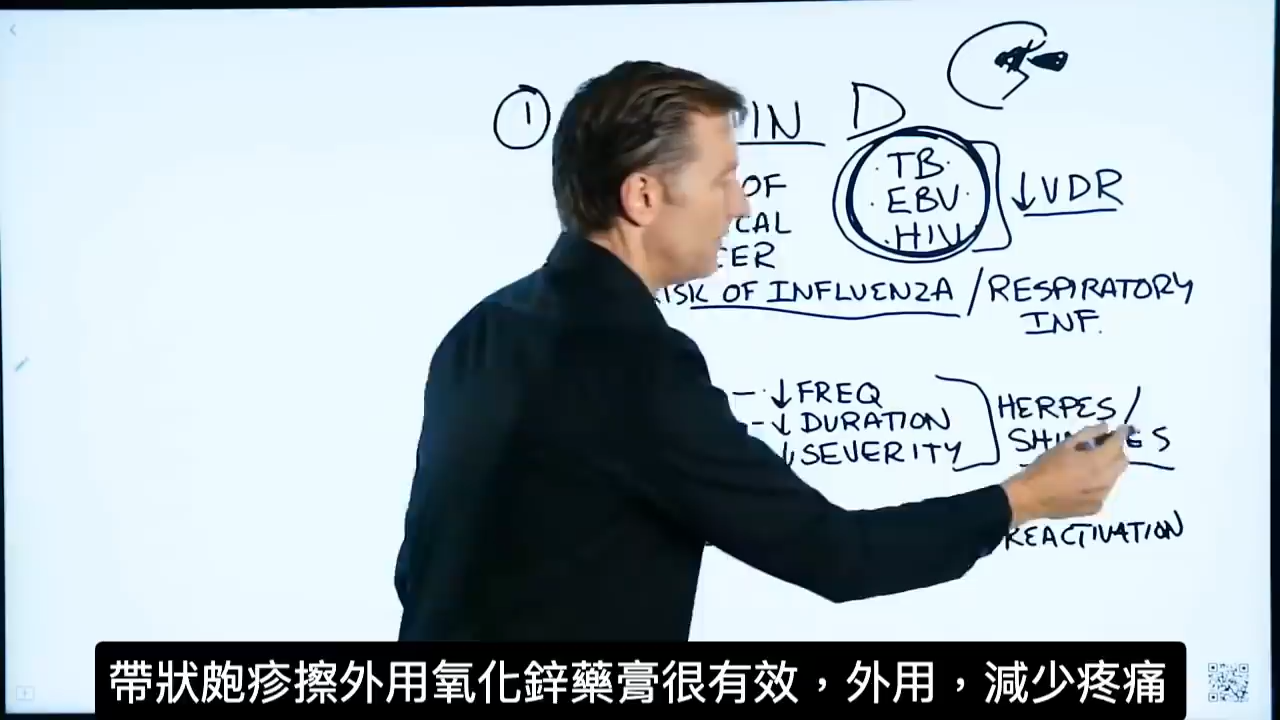 ① IN D
TB
EBV
HIV
↓VDR
OF
CAL
CER
RISK OF INFLUENZA / RESPIRATORY
INF.
- ↓ FREQ
- ↓ DURATION
↓ SEVERITY
HERPES /
REACTIVATION
帶狀皰疹擦外用氧化鋅藥膏很有效，外用，減少疼痛